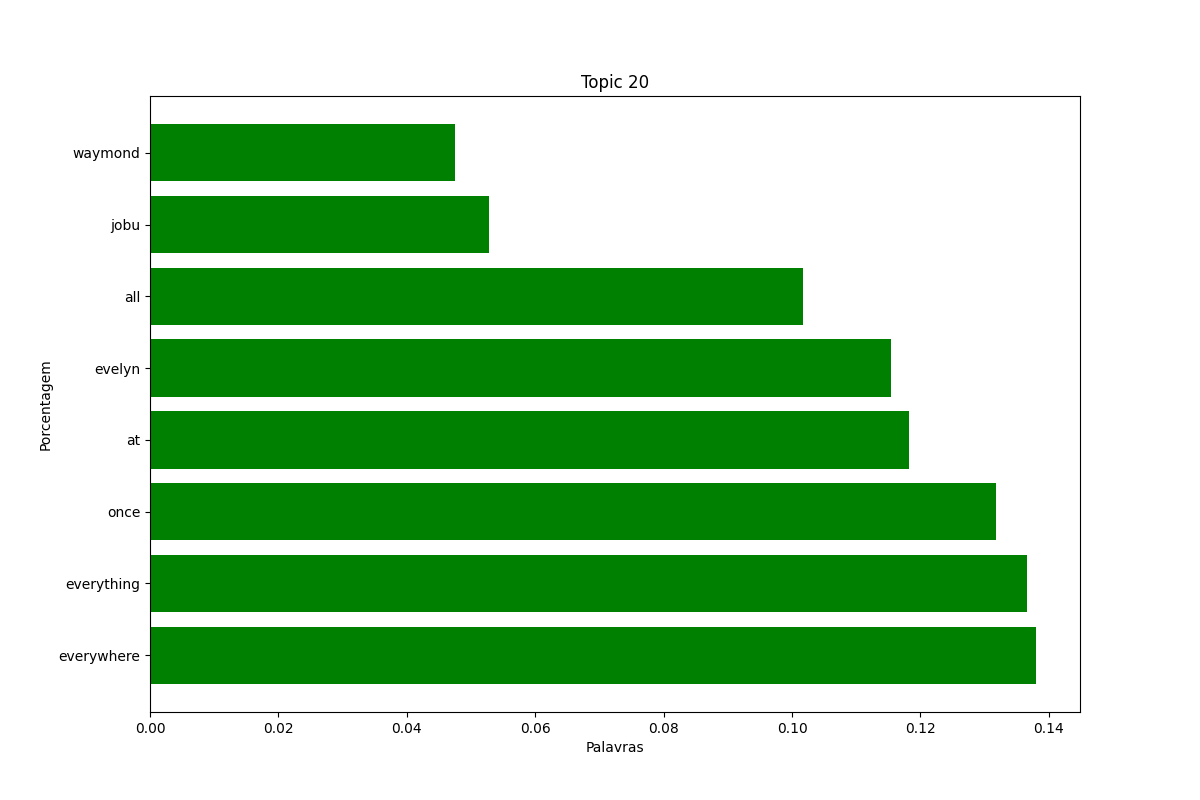 Topic 20
waymond
jobu
all
evelyn
at
once
everything
everywhere
Porcentagem
0.00 0.02 0.04 0.06 0.08 0.10 0.12 0.14
Palavras